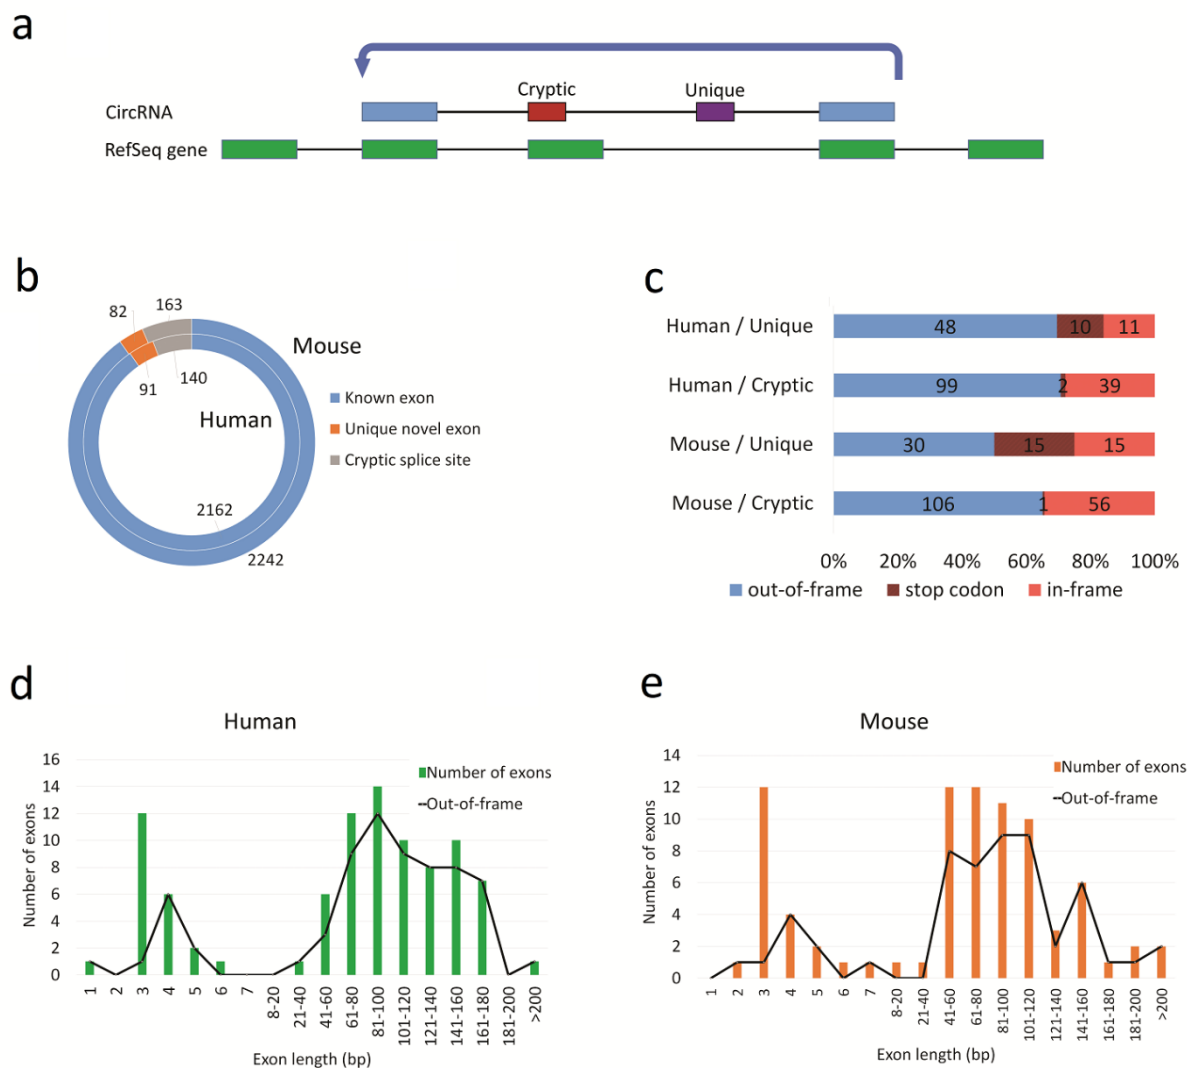 a
Cryptic
Unique
CircRNA
RefSeq gene
b
82
163
Mouse
91
140
Human
Known exon
Unique novel exon
Cryptic splice site
2162
2242
c
Human / Unique
48
10
11
Human / Cryptic
99
2
39
Mouse / Unique
30
15
15
Mouse / Cryptic
106
1
56
0% 20% 40% 60% 80% 100%
out-of-frame stop codon in-frame
d
Human
Number of exons
16
14
12
10
8
6
4
2
0
Number of exons
Out-of-frame
1 2 3 4 5 6 7 8-20 21-40 41-60 61-80 81-100 101-120 121-140 141-160 161-180 181-200 >200
Exon length (bp)
e
Mouse
Number of exons
14
12
10
8
6
4
2
0
Number of exons
Out-of-frame
1 2 3 4 5 6 7 8-20 21-40 41-60 61-80 81-100 101-120 121-140 141-160 161-180 181-200 >200
Exon length (bp)